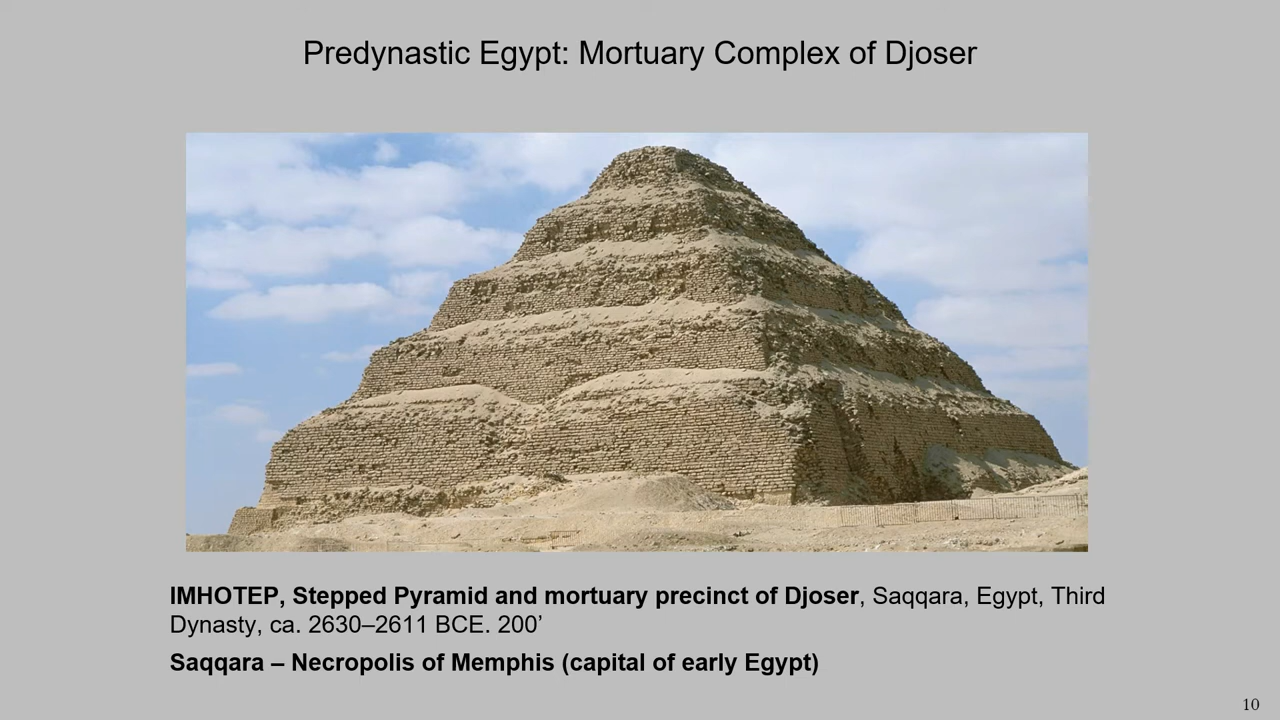 Predynastic Egypt: Mortuary Complex of Djoser
IMHOTEP, Stepped Pyramid and mortuary precinct of Djoser, Saqqara, Egypt, Third
Dynasty, ca. 2630–2611 BCE. 200’
Saqqara – Necropolis of Memphis (capital of early Egypt)
10